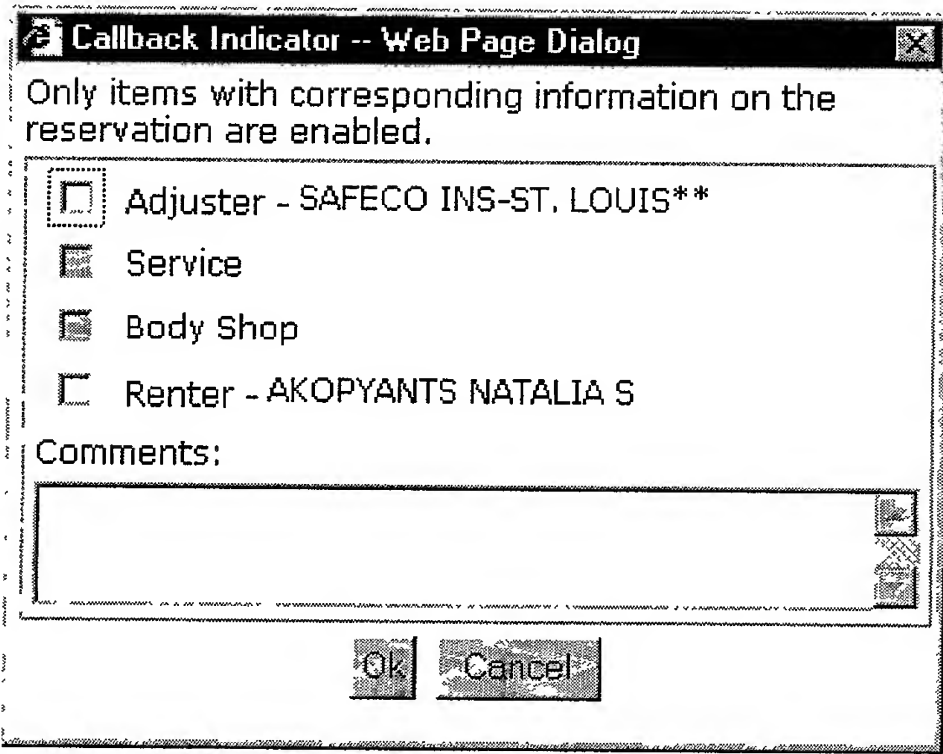 Callback Indicator -- Web Page Dialog
Only items with corresponding information on the
reservation are enabled.
Adjuster - SAFECO INS-ST. LOUIS**
Service
Body Shop
Renter - AKOPYANTS NATALIA S
Comments:
Ok Cancel